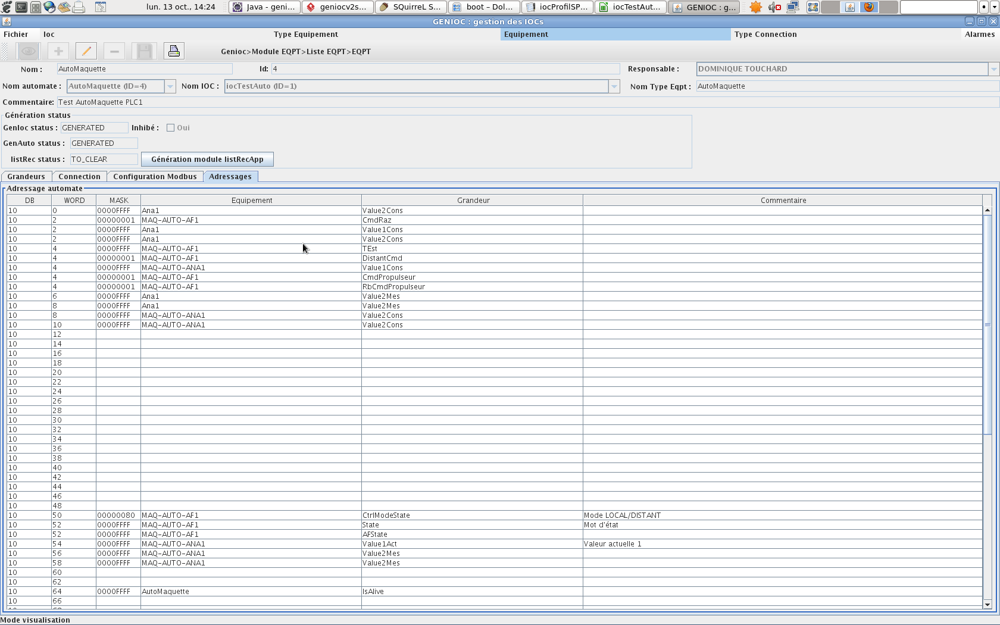 lun. 13 oct., 14:24 Java - geni... geniocv2s... SQuirreL S... boot – Dol... iocProfilSP... iocTestAut... GENIOC : g...
GENIOC : gestion des IOCs
Fichier Ioc Type Equipement Equipement Type Connection Alarmes
Genioc>Module EQPT>Liste EQPT>EQPT
Nom : AutoMaquette Id: 4 Responsable : DOMINIQUE TOUCHARD
Nom automate : AutoMaquette (ID=4) Nom IOC : iocTestAuto (ID=1) Nom Type Eqpt : AutoMaquette
Commentaire: Test AutoMaquette PLC1
Génération status
GenIoc status : GENERATED Inhibé : Oui
GenAuto status : GENERATED
listRec status : TO_CLEAR Génération module listRecApp
Grandeurs Connection Configuration Modbus Adressages
Adressage automate
DB WORD MASK Equipement Grandeur Commentaire
10 0 0000FFFF Ana1 Value2Cons
10 2 00000001 MAQ-AUTO-AF1 CmdRaz
10 2 0000FFFF Ana1 Value1Cons
10 2 0000FFFF Ana1 Value2Cons
10 4 0000FFFF MAQ-AUTO-AF1 TEst
10 4 00000001 MAQ-AUTO-AF1 DistantCmd
10 4 0000FFFF MAQ-AUTO-ANA1 Value1Cons
10 4 00000001 MAQ-AUTO-AF1 CmdPropulseur
10 4 00000001 MAQ-AUTO-AF1 RbCmdPropulseur
10 6 0000FFFF Ana1 Value2Mes
10 8 0000FFFF Ana1 Value2Mes
10 8 0000FFFF MAQ-AUTO-ANA1 Value2Cons
10 10 0000FFFF MAQ-AUTO-ANA1 Value2Cons
10 12
10 14
10 16
10 18
10 20
10 22
10 24
10 26
10 28
10 30
10 32
10 34
10 36
10 38
10 40
10 42
10 44
10 46
10 48
10 50 00000080 MAQ-AUTO-AF1 CtrlModeState Mode LOCAL/DISTANT
10 52 0000FFFF MAQ-AUTO-AF1 State Mot d'état
10 52 0000FFFF MAQ-AUTO-AF1 AFState
10 54 0000FFFF MAQ-AUTO-ANA1 Value1Act Valeur actuelle 1
10 56 0000FFFF MAQ-AUTO-ANA1 Value2Mes
10 58 0000FFFF MAQ-AUTO-ANA1 Value2Mes
10 60
10 62
10 64 0000FFFF AutoMaquette IsAlive
10 66
Mode visualisation